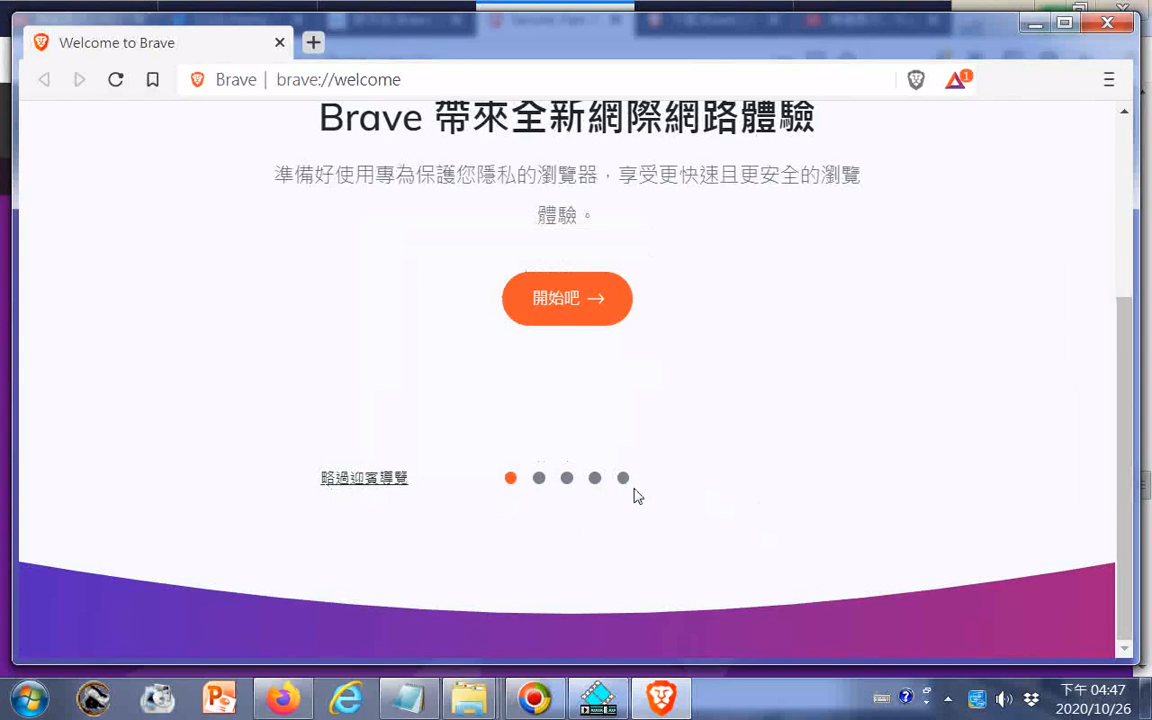 Welcome to Brave
Brave | brave://welcome
1
Brave 帶來全新網際網路體驗
準備好使用專為保護您隱私的瀏覽器，享受更快速且更安全的瀏覽
體驗。
開始吧 →
略過迎賓導覽
下午 04:47
2020/10/26